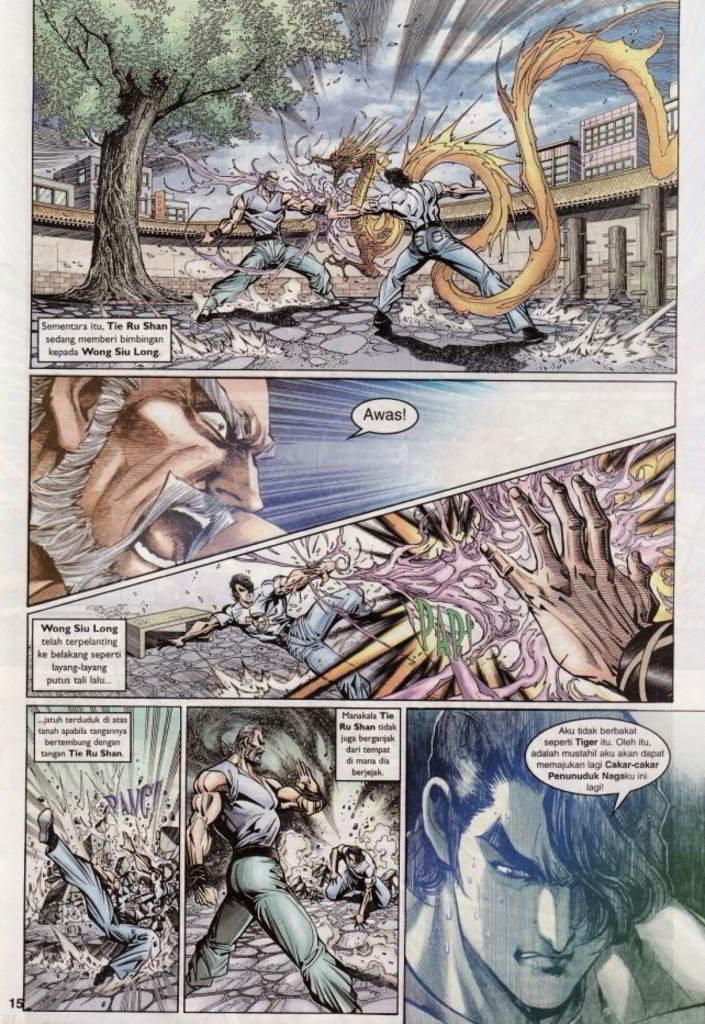 Sementara itu, Tie Ru Shan
sedang memberi bimbingan
kepada Wong Siu Long.
Awas!
Wong Siu Long
telah terpelanting
ke belakang seperti
layang-layang
putus tali lalu...
PAP!
...jatuh terduduk di atas
tanah apabila tangannya
bertembung dengan
tangan Tie Ru Shan.
Manakala Tie
Ru Shan tidak
juga berganjak
dari tempat
di mana dia
berjejak.
Aku tidak berbakat
seperti Tiger itu. Oleh itu,
adalah mustahil aku akan dapat
memajukan lagi Cakar-cakar
Penunuduk Nagaku ini
lagi!
15